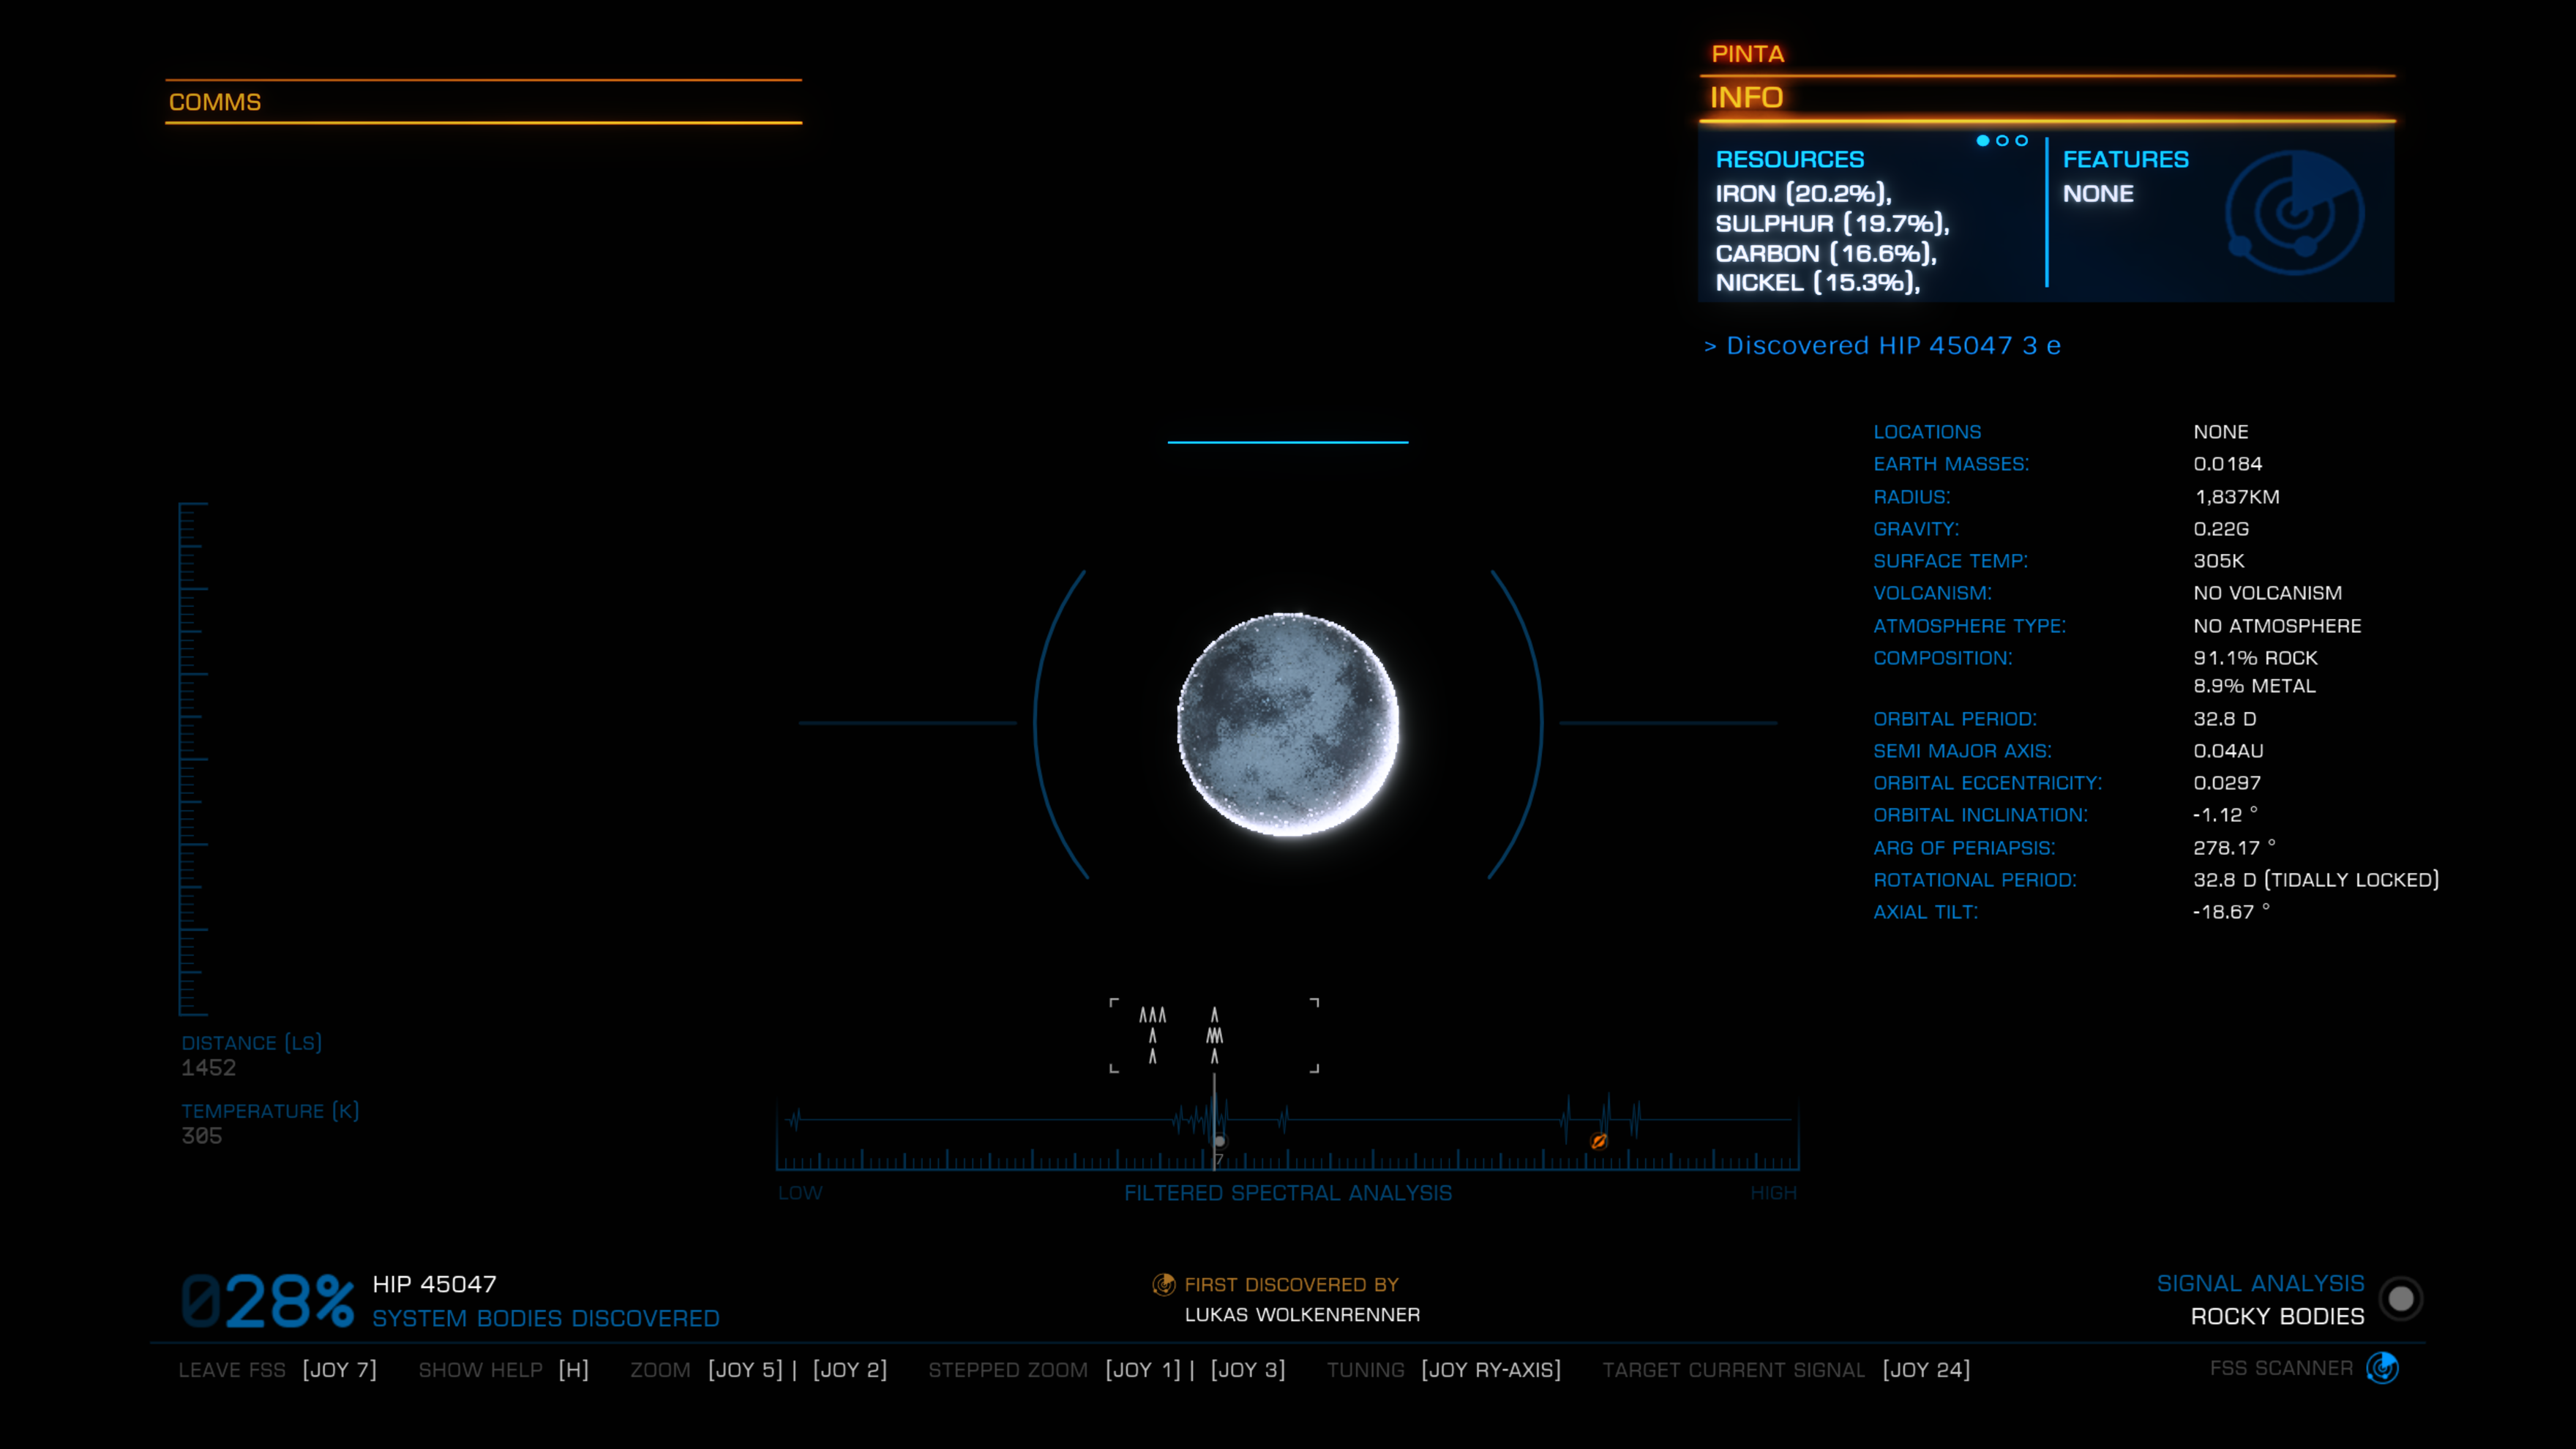 COMMS
PINTA
INFO
RESOURCES
IRON (20.2%),
SULPHUR (19.7%),
CARBON (16.6%),
NICKEL (15.3%),
FEATURES
NONE
> Discovered HIP 45047 3 e
LOCATIONS NONE
EARTH MASSES: 0.0184
RADIUS: 1,837KM
GRAVITY: 0.22G
SURFACE TEMP: 305K
VOLCANISM: NO VOLCANISM
ATMOSPHERE TYPE: NO ATMOSPHERE
COMPOSITION: 91.1% ROCK
8.9% METAL
ORBITAL PERIOD: 32.8 D
SEMI MAJOR AXIS: 0.04AU
ORBITAL ECCENTRICITY: 0.0297
ORBITAL INCLINATION: -1.12 °
ARG OF PERIAPSIS: 278.17 °
ROTATIONAL PERIOD: 32.8 D (TIDALLY LOCKED)
AXIAL TILT: -18.67 °
DISTANCE (LS)
1452
TEMPERATURE (K)
305
7
LOW FILTERED SPECTRAL ANALYSIS HIGH
028% HIP 45047
SYSTEM BODIES DISCOVERED
FIRST DISCOVERED BY
LUKAS WOLKENRENNER
SIGNAL ANALYSIS
ROCKY BODIES
LEAVE FSS [JOY 7] SHOW HELP [H] ZOOM [JOY 5] | [JOY 2] STEPPED ZOOM [JOY 1] | [JOY 3] TUNING [JOY RY-AXIS] TARGET CURRENT SIGNAL [JOY 24] FSS SCANNER